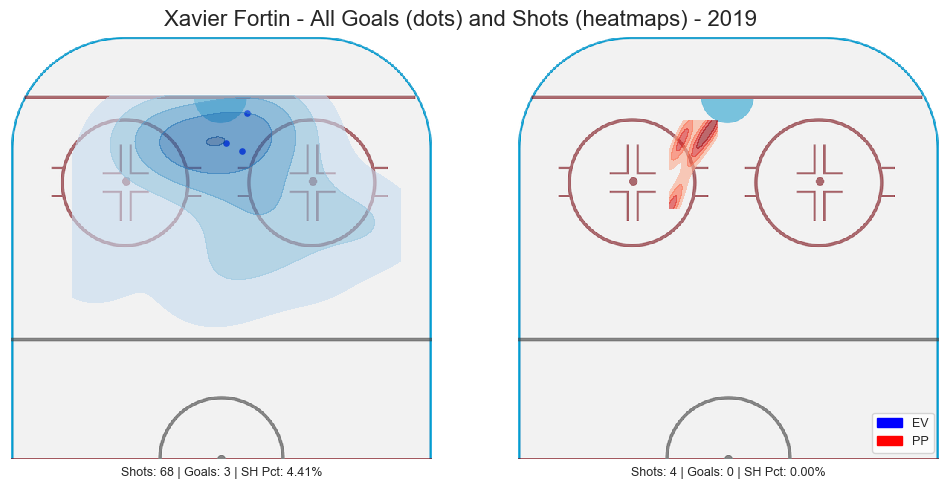 Xavier Fortin - All Goals (dots) and Shots (heatmaps) - 2019
EV
PP
Shots: 68 | Goals: 3 | SH Pct: 4.41%
Shots: 4 | Goals: 0 | SH Pct: 0.00%